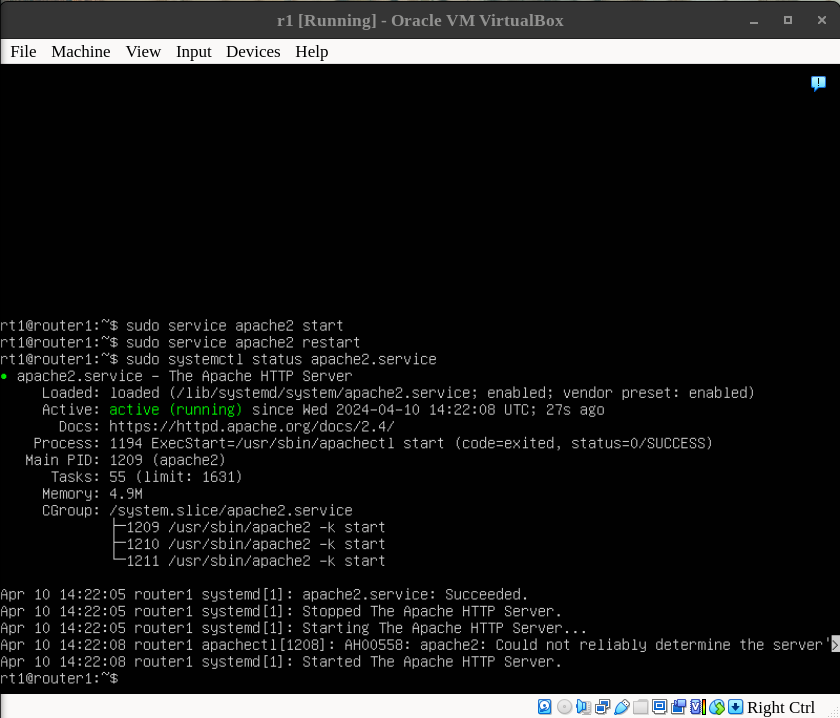 r1 [Running] - Oracle VM VirtualBox
File Machine View Input Devices Help
rt1@router1:~$ sudo service apache2 start
rt1@router1:~$ sudo service apache2 restart
rt1@router1:~$ sudo systemctl status apache2.service
● apache2.service - The Apache HTTP Server
Loaded: loaded (/lib/systemd/system/apache2.service; enabled; vendor preset: enabled)
Active: active (running) since Wed 2024-04-10 14:22:08 UTC; 27s ago
Docs: https://httpd.apache.org/docs/2.4/
Process: 1194 ExecStart=/usr/sbin/apachectl start (code=exited, status=0/SUCCESS)
Main PID: 1209 (apache2)
Tasks: 55 (limit: 1631)
Memory: 4.9M
CGroup: /system.slice/apache2.service
├─1209 /usr/sbin/apache2 -k start
├─1210 /usr/sbin/apache2 -k start
└─1211 /usr/sbin/apache2 -k start
Apr 10 14:22:05 router1 systemd[1]: apache2.service: Succeeded.
Apr 10 14:22:05 router1 systemd[1]: Stopped The Apache HTTP Server.
Apr 10 14:22:05 router1 systemd[1]: Starting The Apache HTTP Server...
Apr 10 14:22:08 router1 apachectl[1208]: AH00558: apache2: Could not reliably determine the server'>
Apr 10 14:22:08 router1 systemd[1]: Started The Apache HTTP Server.
rt1@router1:~$
Right Ctrl